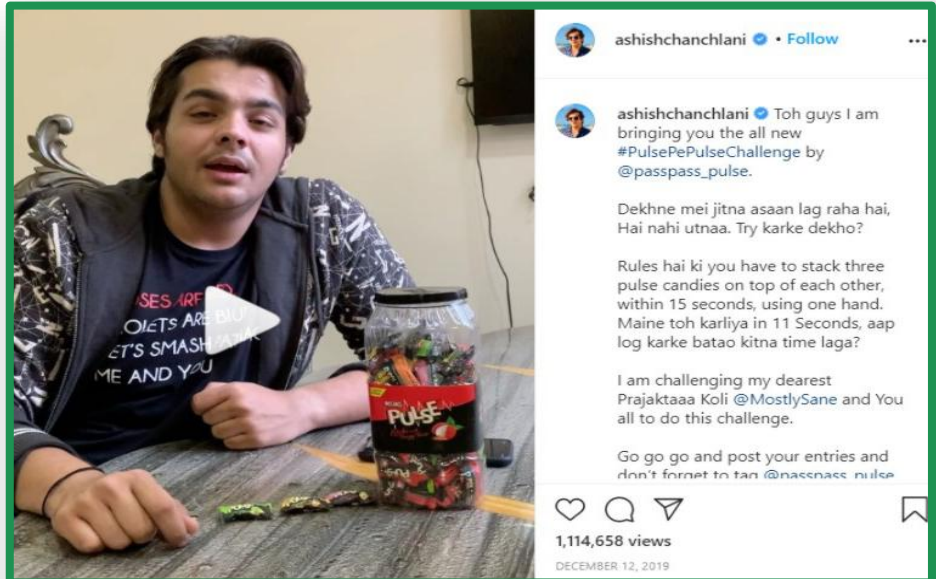 ashishchanchlani • Follow
...
ashishchanchlani Toh guys I am
bringing you the all new
#PulsePePulseChallenge by
@passpass_pulse.
Dekhne mei jitna asaan lag raha hai,
Hai nahi utnaa. Try karke dekho?
Rules hai ki you have to stack three
pulse candies on top of each other,
within 15 seconds, using one hand.
Maine toh karliya in 11 Seconds, aap
log karke batao kitna time laga?
I am challenging my dearest
Prajaktaaa Koli @MostlySane and You
all to do this challenge.
Go go go and post your entries and
don't forget to tag @passpass_pulse
1,114,658 views
DECEMBER 12, 2019
SMASH
ME AND YOU
PULSE